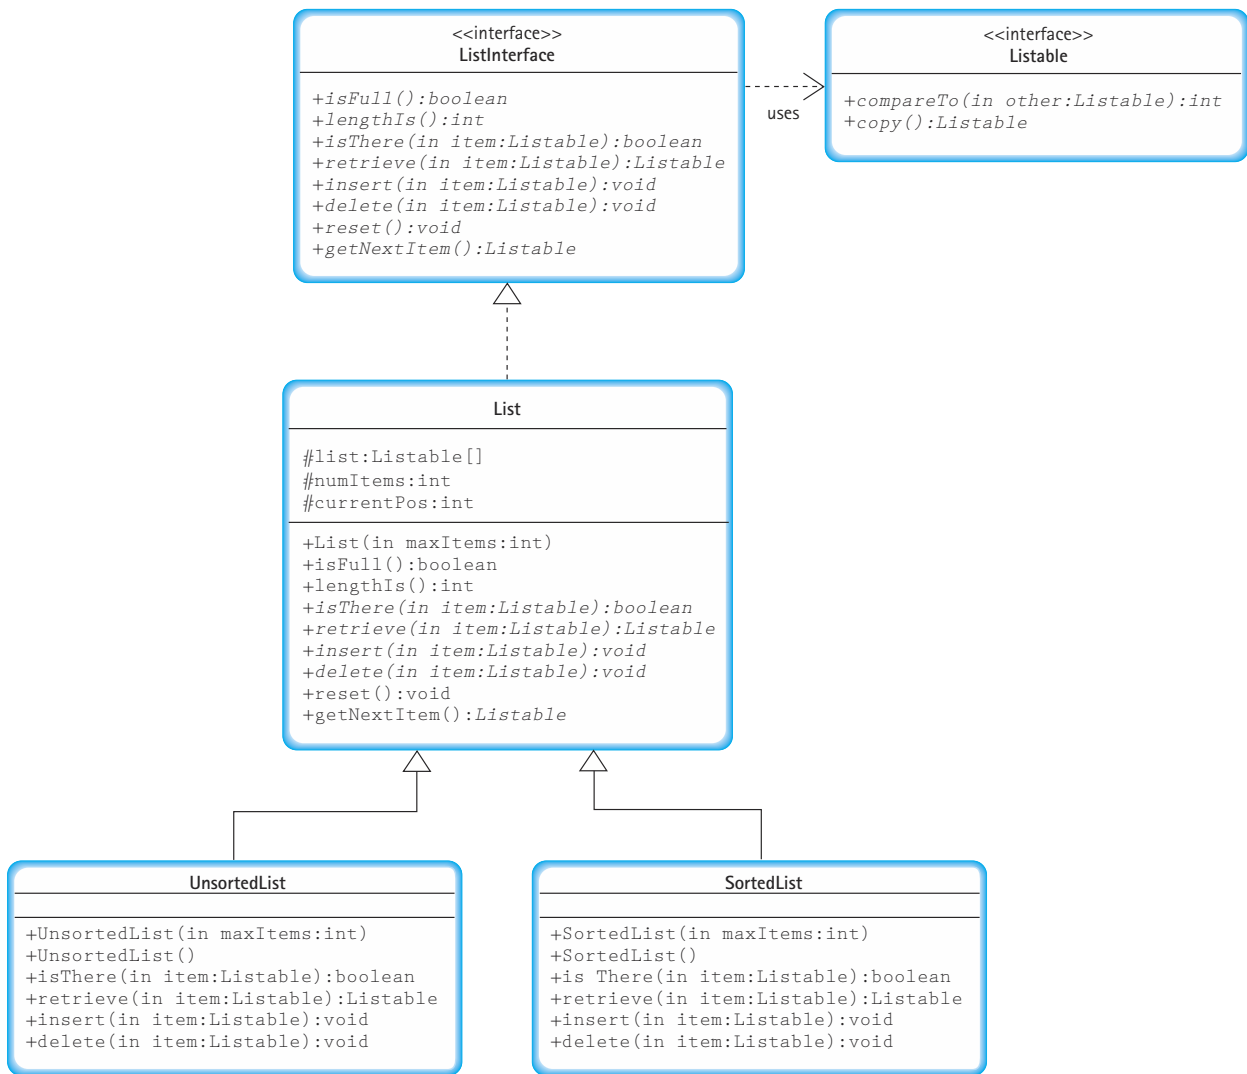 <<interface>>
ListInterface
+isFull():boolean
+lengthIs():int
+isThere(in item:Listable):boolean
+retrieve(in item:Listable):Listable
+insert(in item:Listable):void
+delete(in item:Listable):void
+reset():void
+getNextItem():Listable
uses
<<interface>>
Listable
+compareTo(in other:Listable):int
+copy():Listable
List
#list:Listable[]
#numItems:int
#currentPos:int
+List(in maxItems:int)
+isFull():boolean
+lengthIs():int
+isThere(in item:Listable):boolean
+retrieve(in item:Listable):Listable
+insert(in item:Listable):void
+delete(in item:Listable):void
+reset():void
+getNextItem():Listable
UnsortedList
+UnsortedList(in maxItems:int)
+UnsortedList()
+isThere(in item:Listable):boolean
+retrieve(in item:Listable):Listable
+insert(in item:Listable):void
+delete(in item:Listable):void
SortedList
+SortedList(in maxItems:int)
+SortedList()
+is There(in item:Listable):boolean
+retrieve(in item:Listable):Listable
+insert(in item:Listable):void
+delete(in item:Listable):void